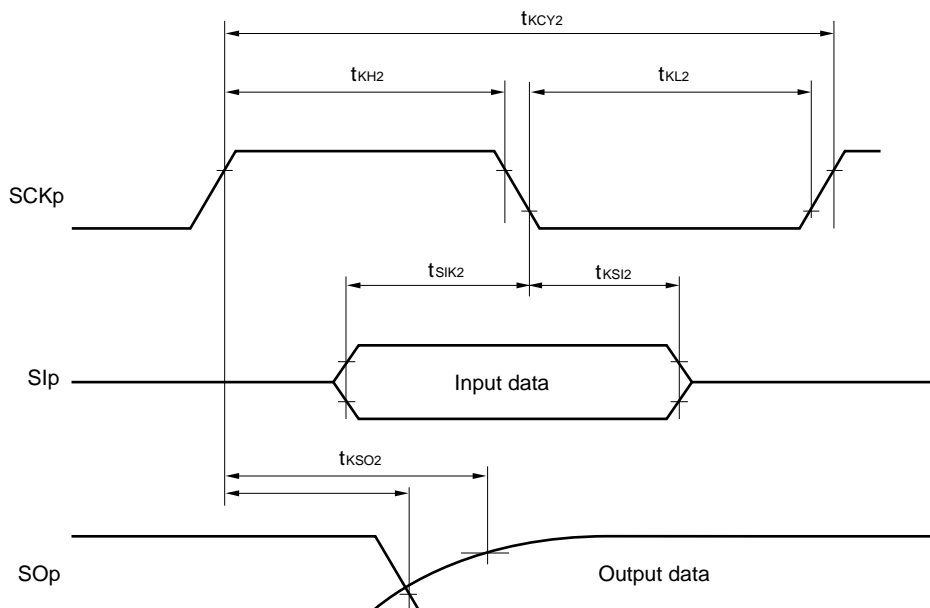 tKCY2
tKH2
tKL2
SCKp
tSIK2
tKSI2
SIp
Input data
tKSO2
SOp
Output data